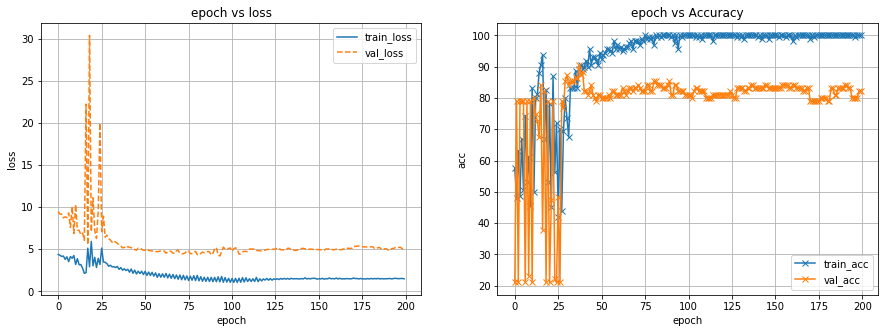 epoch vs loss
30
25
20
15
10
5
0
loss
0 25 50 75 100 125 150 175 200
epoch
train_loss
val_loss
epoch vs Accuracy
100
90
80
70
60
50
40
30
20
acc
0 25 50 75 100 125 150 175 200
epoch
train_acc
val_acc